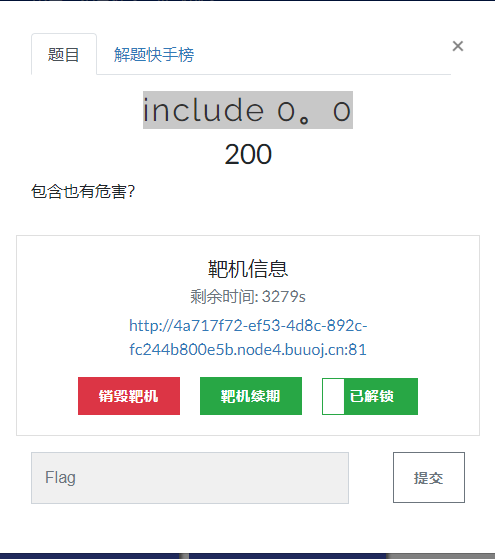 题目 解题快手榜 ×
include 0。0
200
包含也有危害?
靶机信息
剩余时间: 3279s
http://4a717f72-ef53-4d8c-892c-
fc244b800e5b.node4.buuoj.cn:81
销毁靶机 靶机续期 已解锁
Flag 提交